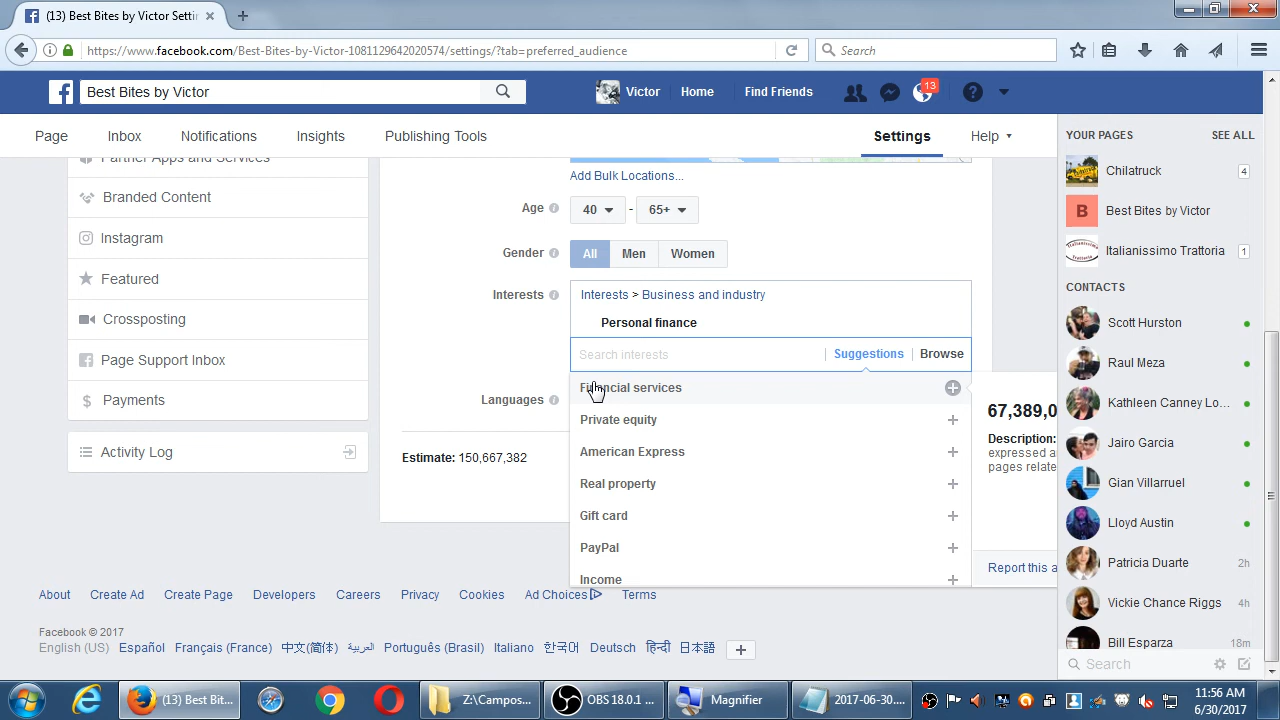 (13) Best Bites by Victor Setti
https://www.facebook.com/Best-Bites-by-Victor-1081129642020574/settings/?tab=preferred_audience
Search
Best Bites by Victor
Victor
Home
Find Friends
13
Page
Inbox
Notifications
Insights
Publishing Tools
Settings
Help
Partner Apps and Services
Branded Content
Instagram
Featured
Crossposting
Page Support Inbox
Payments
Activity Log
Add Bulk Locations...
Age
40 - 65+
Gender
All
Men
Women
Interests
Interests > Business and industry
Personal finance
Search interests
Suggestions
Browse
Financial services
Private equity
American Express
Real property
Gift card
PayPal
Income
Languages
Estimate: 150,667,382
67,389,0
Description:
expressed a
pages relate
Report this a
YOUR PAGES
SEE ALL
Chilatruck
4
B
Best Bites by Victor
Italianissimo Trattoria
1
CONTACTS
Scott Hurston
Raul Meza
Kathleen Canney Lo...
Jairo Garcia
Gian Villarruel
Lloyd Austin
Patricia Duarte
2h
Vickie Chance Riggs
4h
Bill Esparza
18m
Search
About
Create Ad
Create Page
Developers
Careers
Privacy
Cookies
Ad Choices
Terms
Facebook © 2017
English (US)
Español
Français (France)
中文(简体)
العربية
Português (Brasil)
Italiano
한국어
Deutsch
हिन्दी
日本語
(13) Best Bit...
Z:\Campos...
OBS 18.0.1 ...
Magnifier
2017-06-30....
11:56 AM
6/30/2017